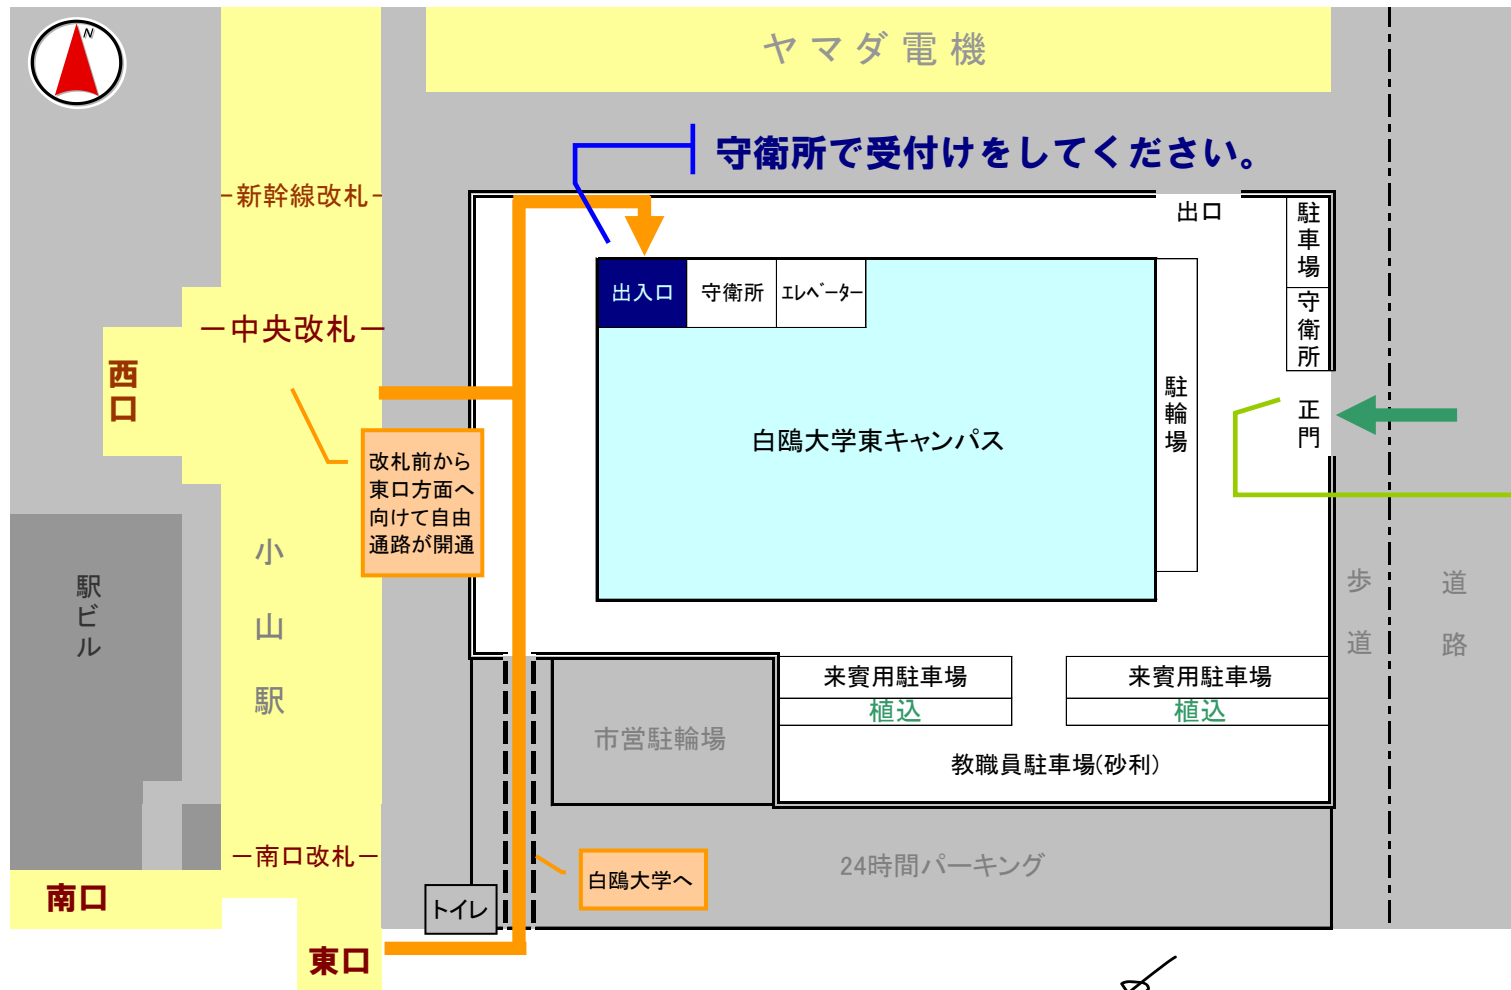 N
ヤマダ電機
守衛所で受付けをしてください。
新幹線改札
出口
駐車場
守衛所
出入口
守衛所
エレベーター
中央改札
西口
駐輪場
正門
白鴎大学東キャンパス
改札前から
東口方面へ
向けて自由
通路が開通
小山駅
駅ビル
歩道
道路
来賓用駐車場
植込
来賓用駐車場
植込
市営駐輪場
教職員駐車場(砂利)
南口改札
24時間パーキング
白鴎大学へ
南口
トイレ
東口